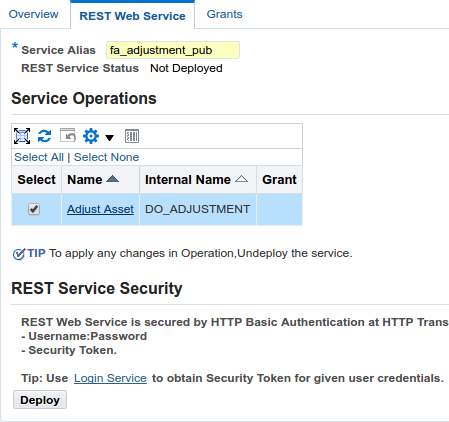 Overview REST Web Service Grants
* Service Alias fa_adjustment_pub
REST Service Status Not Deployed
Service Operations
Select All | Select None
Select Name Internal Name Grant
Adjust Asset DO_ADJUSTMENT
TIP To apply any changes in Operation,Undeploy the service.
REST Service Security
REST Web Service is secured by HTTP Basic Authentication at HTTP Trans
- Username:Password
- Security Token.
Tip: Use Login Service to obtain Security Token for given user credentials.
Deploy